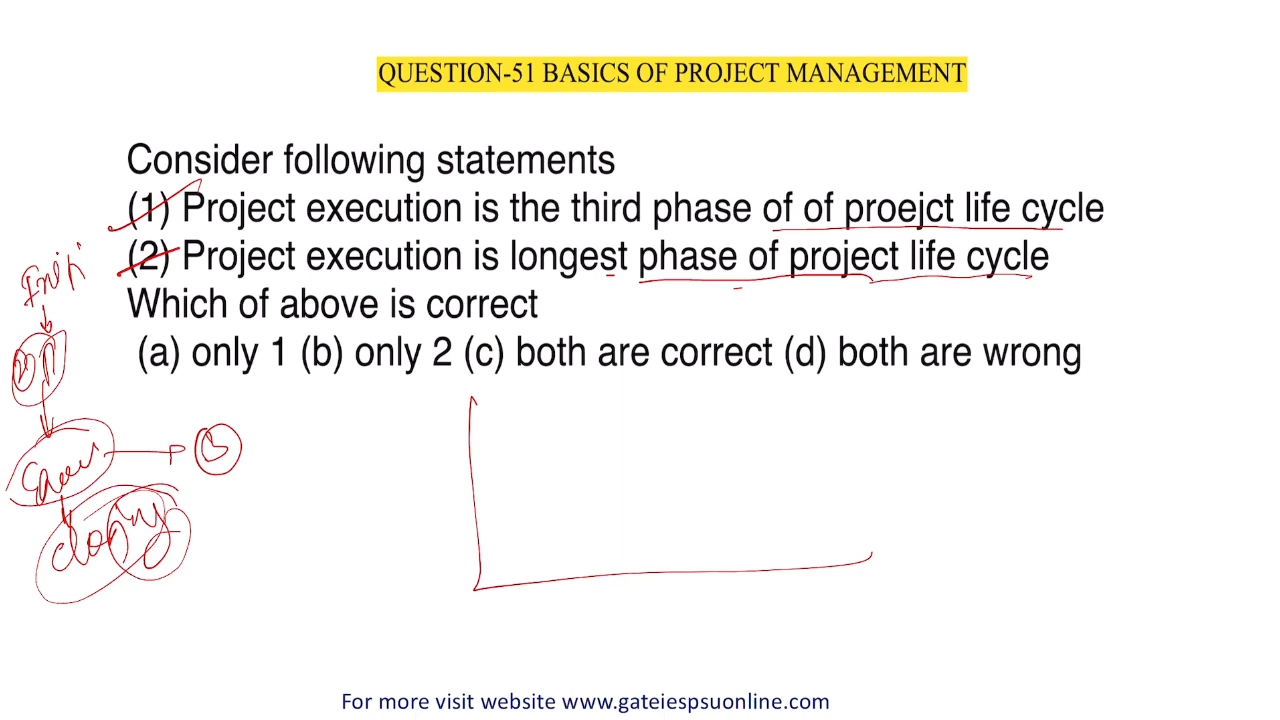 QUESTION-51 BASICS OF PROJECT MANAGEMENT
Consider following statements
(1) Project execution is the third phase of of proejct life cycle
(2) Project execution is longest phase of project life cycle
Which of above is correct
(a) only 1 (b) only 2 (c) both are correct (d) both are wrong
closing
For more visit website www.gateiespsuonline.com